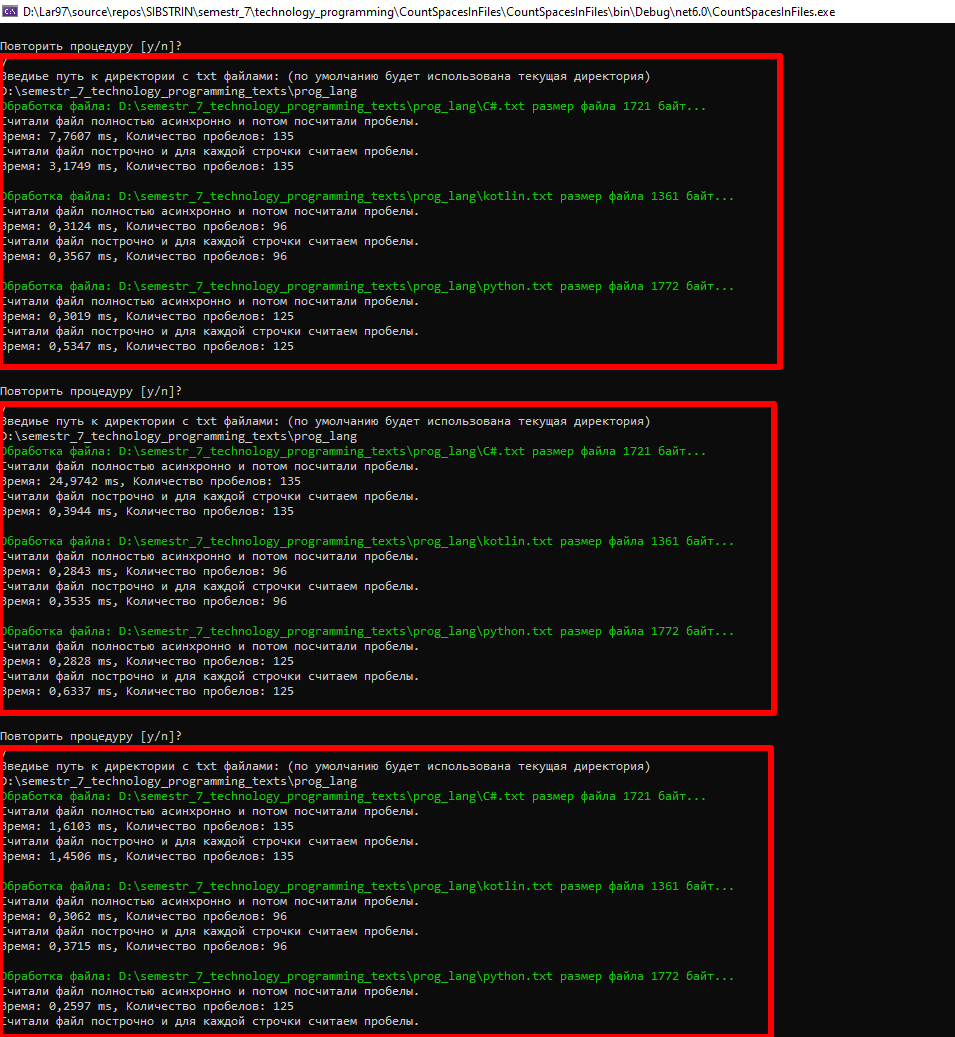 D:\Lar97\source\repos\SIBSTRIN\semestr_7\technology_programming\CountSpacesInFiles\CountSpacesInFiles\bin\Debug\net6.0\CountSpacesInFiles.exe
Повторить процедуру [y/n]?
y
Введиье путь к директории с txt файлами: (по умолчанию будет использована текущая директория)
D:\semestr_7_technology_programming_texts\prog_lang
Обработка файла: D:\semestr_7_technology_programming_texts\prog_lang\C#.txt размер файла 1721 байт...
Считали файл полностью асинхронно и потом посчитали пробелы.
Время: 7,7607 ms, Количество пробелов: 135
Считали файл построчно и для каждой строчки считаем пробелы.
Время: 3,1749 ms, Количество пробелов: 135
Обработка файла: D:\semestr_7_technology_programming_texts\prog_lang\kotlin.txt размер файла 1361 байт...
Считали файл полностью асинхронно и потом посчитали пробелы.
Время: 0,3124 ms, Количество пробелов: 96
Считали файл построчно и для каждой строчки считаем пробелы.
Время: 0,3567 ms, Количество пробелов: 96
Обработка файла: D:\semestr_7_technology_programming_texts\prog_lang\python.txt размер файла 1772 байт...
Считали файл полностью асинхронно и потом посчитали пробелы.
Время: 0,3019 ms, Количество пробелов: 125
Считали файл построчно и для каждой строчки считаем пробелы.
Время: 0,5347 ms, Количество пробелов: 125
Повторить процедуру [y/n]?
y
Введиье путь к директории с txt файлами: (по умолчанию будет использована текущая директория)
D:\semestr_7_technology_programming_texts\prog_lang
Обработка файла: D:\semestr_7_technology_programming_texts\prog_lang\C#.txt размер файла 1721 байт...
Считали файл полностью асинхронно и потом посчитали пробелы.
Время: 24,9742 ms, Количество пробелов: 135
Считали файл построчно и для каждой строчки считаем пробелы.
Время: 0,3944 ms, Количество пробелов: 135
Обработка файла: D:\semestr_7_technology_programming_texts\prog_lang\kotlin.txt размер файла 1361 байт...
Считали файл полностью асинхронно и потом посчитали пробелы.
Время: 0,2843 ms, Количество пробелов: 96
Считали файл построчно и для каждой строчки считаем пробелы.
Время: 0,3535 ms, Количество пробелов: 96
Обработка файла: D:\semestr_7_technology_programming_texts\prog_lang\python.txt размер файла 1772 байт...
Считали файл полностью асинхронно и потом посчитали пробелы.
Время: 0,2828 ms, Количество пробелов: 125
Считали файл построчно и для каждой строчки считаем пробелы.
Время: 0,6337 ms, Количество пробелов: 125
Повторить процедуру [y/n]?
y
Введиье путь к директории с txt файлами: (по умолчанию будет использована текущая директория)
D:\semestr_7_technology_programming_texts\prog_lang
Обработка файла: D:\semestr_7_technology_programming_texts\prog_lang\C#.txt размер файла 1721 байт...
Считали файл полностью асинхронно и потом посчитали пробелы.
Время: 1,6103 ms, Количество пробелов: 135
Считали файл построчно и для каждой строчки считаем пробелы.
Время: 1,4506 ms, Количество пробелов: 135
Обработка файла: D:\semestr_7_technology_programming_texts\prog_lang\kotlin.txt размер файла 1361 байт...
Считали файл полностью асинхронно и потом посчитали пробелы.
Время: 0,3062 ms, Количество пробелов: 96
Считали файл построчно и для каждой строчки считаем пробелы.
Время: 0,3715 ms, Количество пробелов: 96
Обработка файла: D:\semestr_7_technology_programming_texts\prog_lang\python.txt размер файла 1772 байт...
Считали файл полностью асинхронно и потом посчитали пробелы.
Время: 0,2597 ms, Количество пробелов: 125
Считали файл построчно и для каждой строчки считаем пробелы.